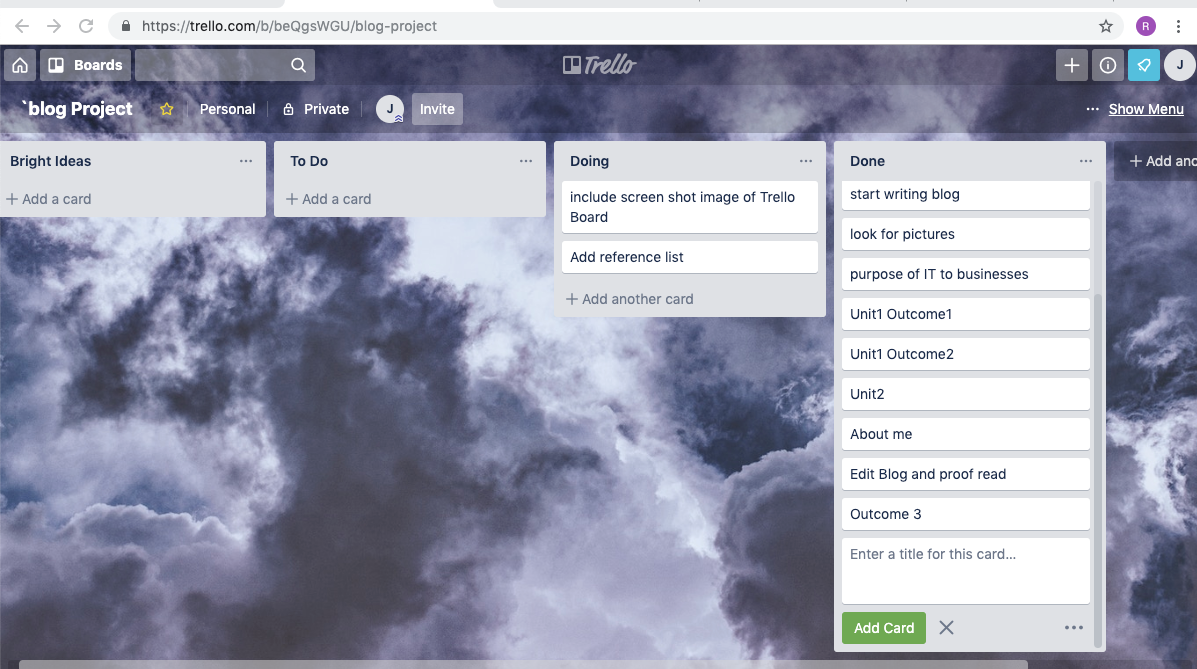 https://trello.com/b/beQgsWGU/blog-project
R
Boards
Trello
J
`blog Project
Personal
Private
J
Invite
... Show Menu
Bright Ideas ...
+ Add a card
To Do ...
+ Add a card
Doing ...
include screen shot image of Trello
Board
Add reference list
+ Add another card
Done ...
start writing blog
look for pictures
purpose of IT to businesses
Unit1 Outcome1
Unit1 Outcome2
Unit2
About me
Edit Blog and proof read
Outcome 3
Enter a title for this card...
Add Card
+ Add ano